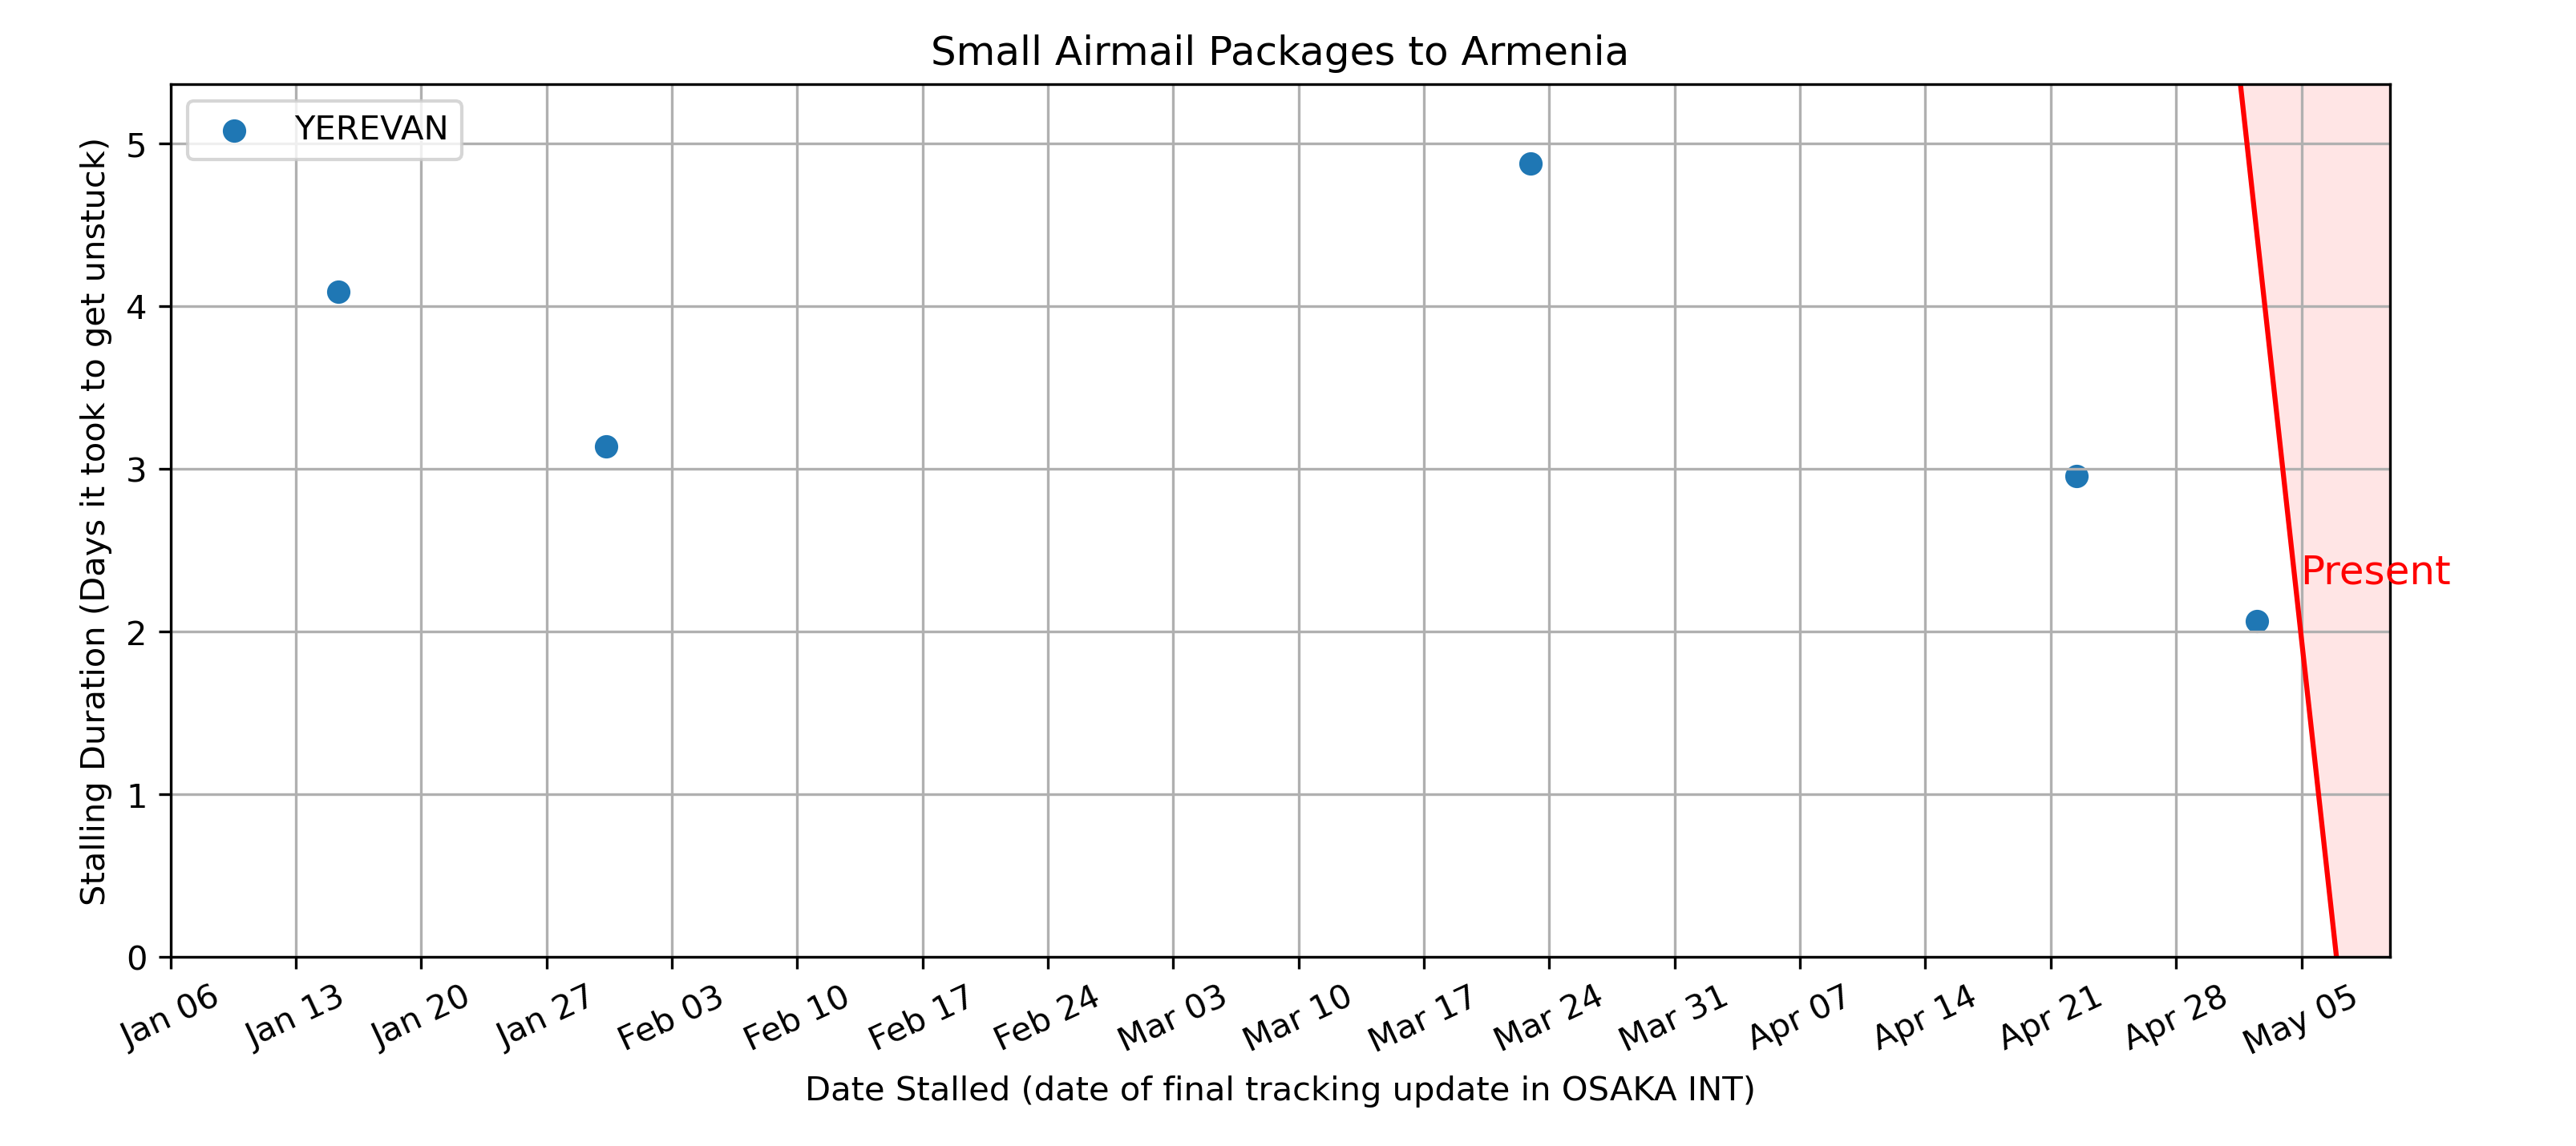 Small Airmail Packages to Armenia
YEREVAN
Stalling Duration (Days it took to get unstuck)
5
4
3
2
1
0
Present
Jan 06
Jan 13
Jan 20
Jan 27
Feb 03
Feb 10
Feb 17
Feb 24
Mar 03
Mar 10
Mar 17
Mar 24
Mar 31
Apr 07
Apr 14
Apr 21
Apr 28
May 05
Date Stalled (date of final tracking update in OSAKA INT)